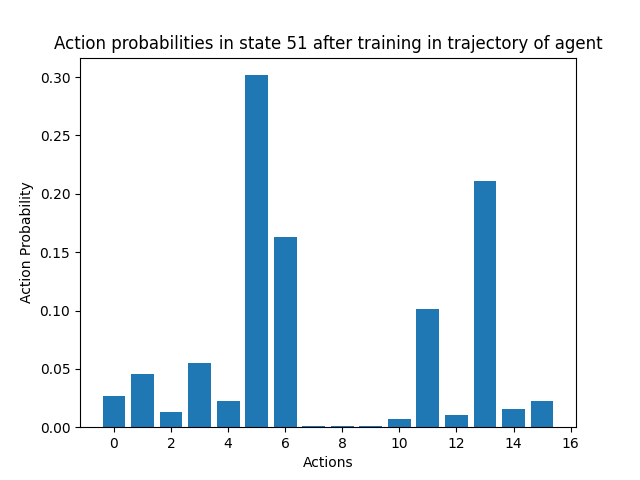 Action probabilities in state 51 after training in trajectory of agent
0.30
0.25
0.20
0.15
0.10
0.05
0.00
Action Probability
0 2 4 6 8 10 12 14 16
Actions